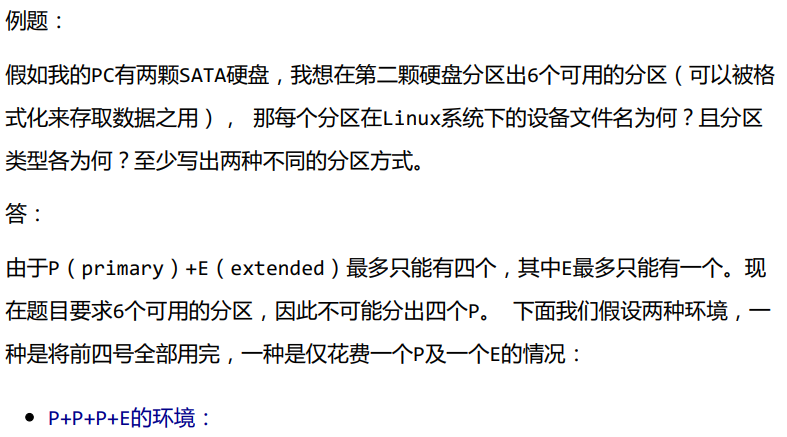 例题：
假如我的PC有两颗SATA硬盘，我想在第二颗硬盘分区出6个可用的分区（可以被格
式化来存取数据之用）， 那每个分区在Linux系统下的设备文件名为何？且分区
类型各为何？至少写出两种不同的分区方式。
答：
由于P（primary）+E（extended）最多只能有四个，其中E最多只能有一个。现
在题目要求6个可用的分区，因此不可能分出四个P。 下面我们假设两种环境，一
种是将前四号全部用完，一种是仅花费一个P及一个E的情况：
• P+P+P+E的环境：